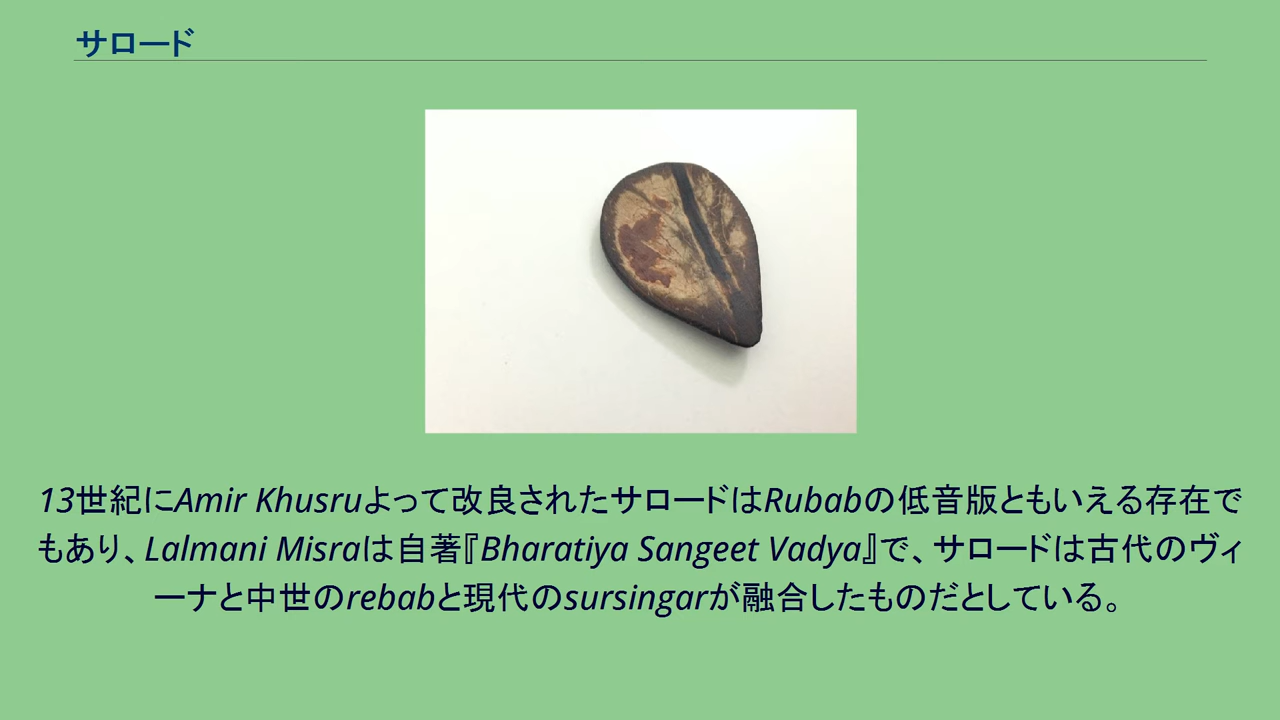 サロード
13世紀にAmir Khusruよって改良されたサロードはRubabの低音版ともいえる存在で
もあり、Lalmani Misraは自著『Bharatiya Sangeet Vadya』で、サロードは古代のヴィ
ーナと中世のrebabと現代のsursingarが融合したものだとしている。